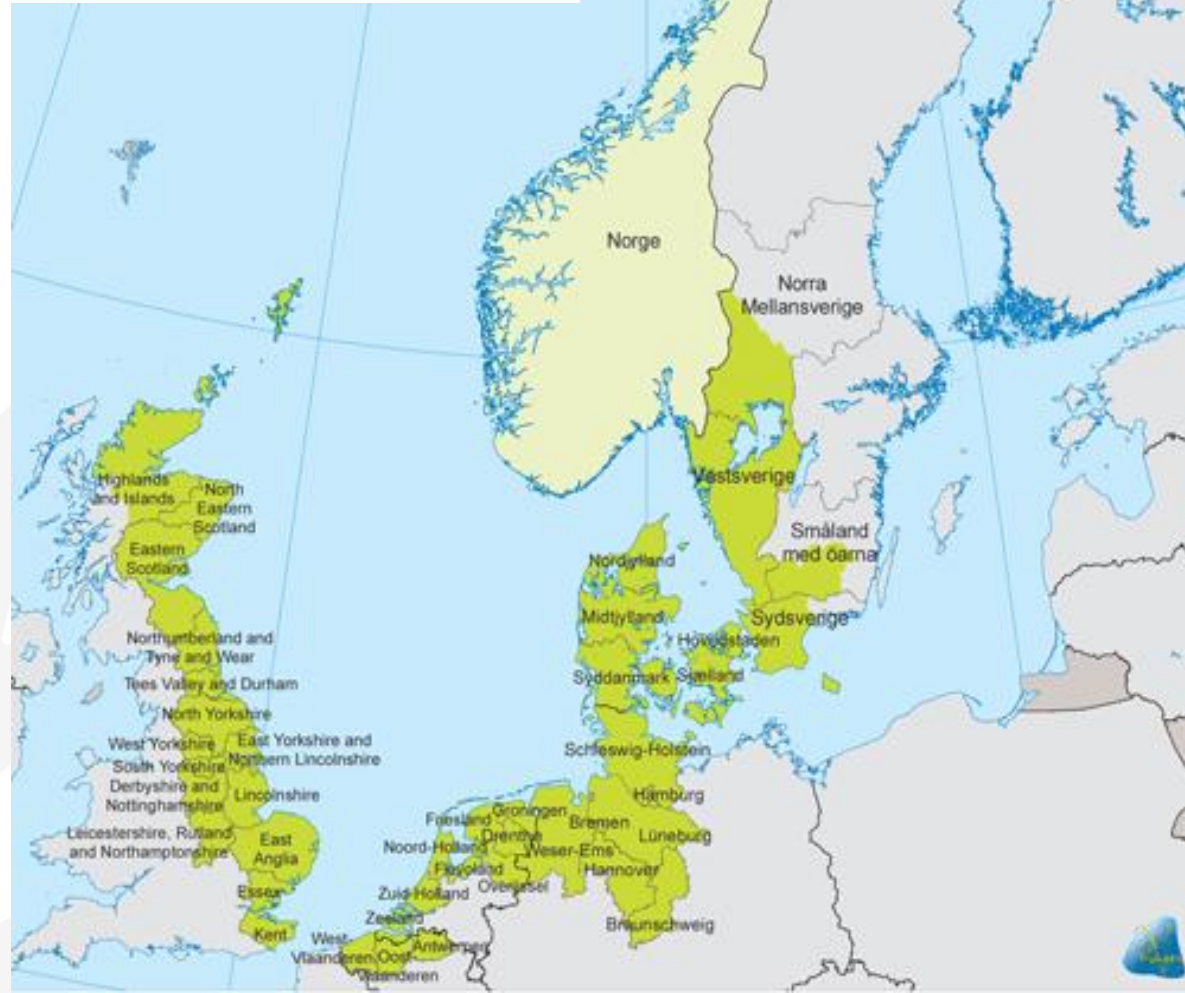 Norge
Norra
Mellansverige
Västsverige
Småland
med öarna
Sydsverige
Highlands
and Islands
North
Eastern
Scotland
Eastern
Scotland
Nordjylland
Midtjylland
Hovedstaden
Syddanmark
Sjælland
Northumberland and
Tyne and Wear
Tees Valley and Durham
North Yorkshire
West Yorkshire
East Yorkshire and
Northern Lincolnshire
South Yorkshire
Derbyshire and
Nottinghamshire
Lincolnshire
Leicestershire, Rutland
and Northamptonshire
East
Anglia
Essex
Kent
Schleswig-Holstein
Hamburg
Bremen
Lüneburg
Weser-Ems
Hannover
Braunschweig
Groningen
Friesland
Drenthe
Noord-Holland
Flevoland
Overijssel
Zuid-Holland
Zeeland
West-
Vlaanderen
Oost-
Vlaanderen
Antwerpen